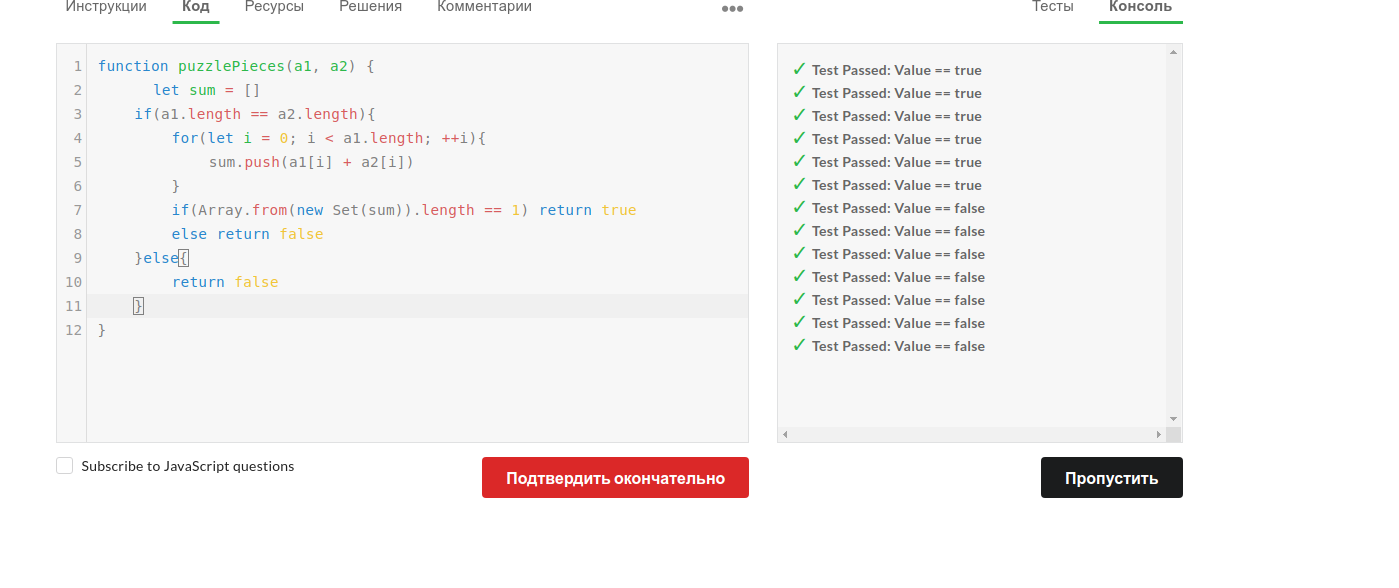 Инструкции Код Ресурсы Решения Комментарии ••• Тесты Консоль
1 function puzzlePieces(a1, a2) {
2 let sum = []
3 if(a1.length == a2.length){
4 for(let i = 0; i < a1.length; ++i){
5 sum.push(a1[i] + a2[i])
6 }
7 if(Array.from(new Set(sum)).length == 1) return true
8 else return false
9 }else{
10 return false
11 }
12 }
✓ Test Passed: Value == true
✓ Test Passed: Value == true
✓ Test Passed: Value == true
✓ Test Passed: Value == true
✓ Test Passed: Value == true
✓ Test Passed: Value == true
✓ Test Passed: Value == false
✓ Test Passed: Value == false
✓ Test Passed: Value == false
✓ Test Passed: Value == false
✓ Test Passed: Value == false
✓ Test Passed: Value == false
✓ Test Passed: Value == false
Subscribe to JavaScript questions
Подтвердить окончательно
Пропустить